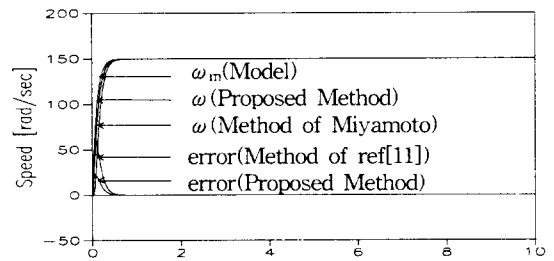 200
150
100
50
0
−50
Speed [rad/sec]
ωm(Model)
ω(Proposed Method)
ω(Method of Miyamoto)
error(Method of ref[11])
error(Proposed Method)
0 2 4 6 8 10